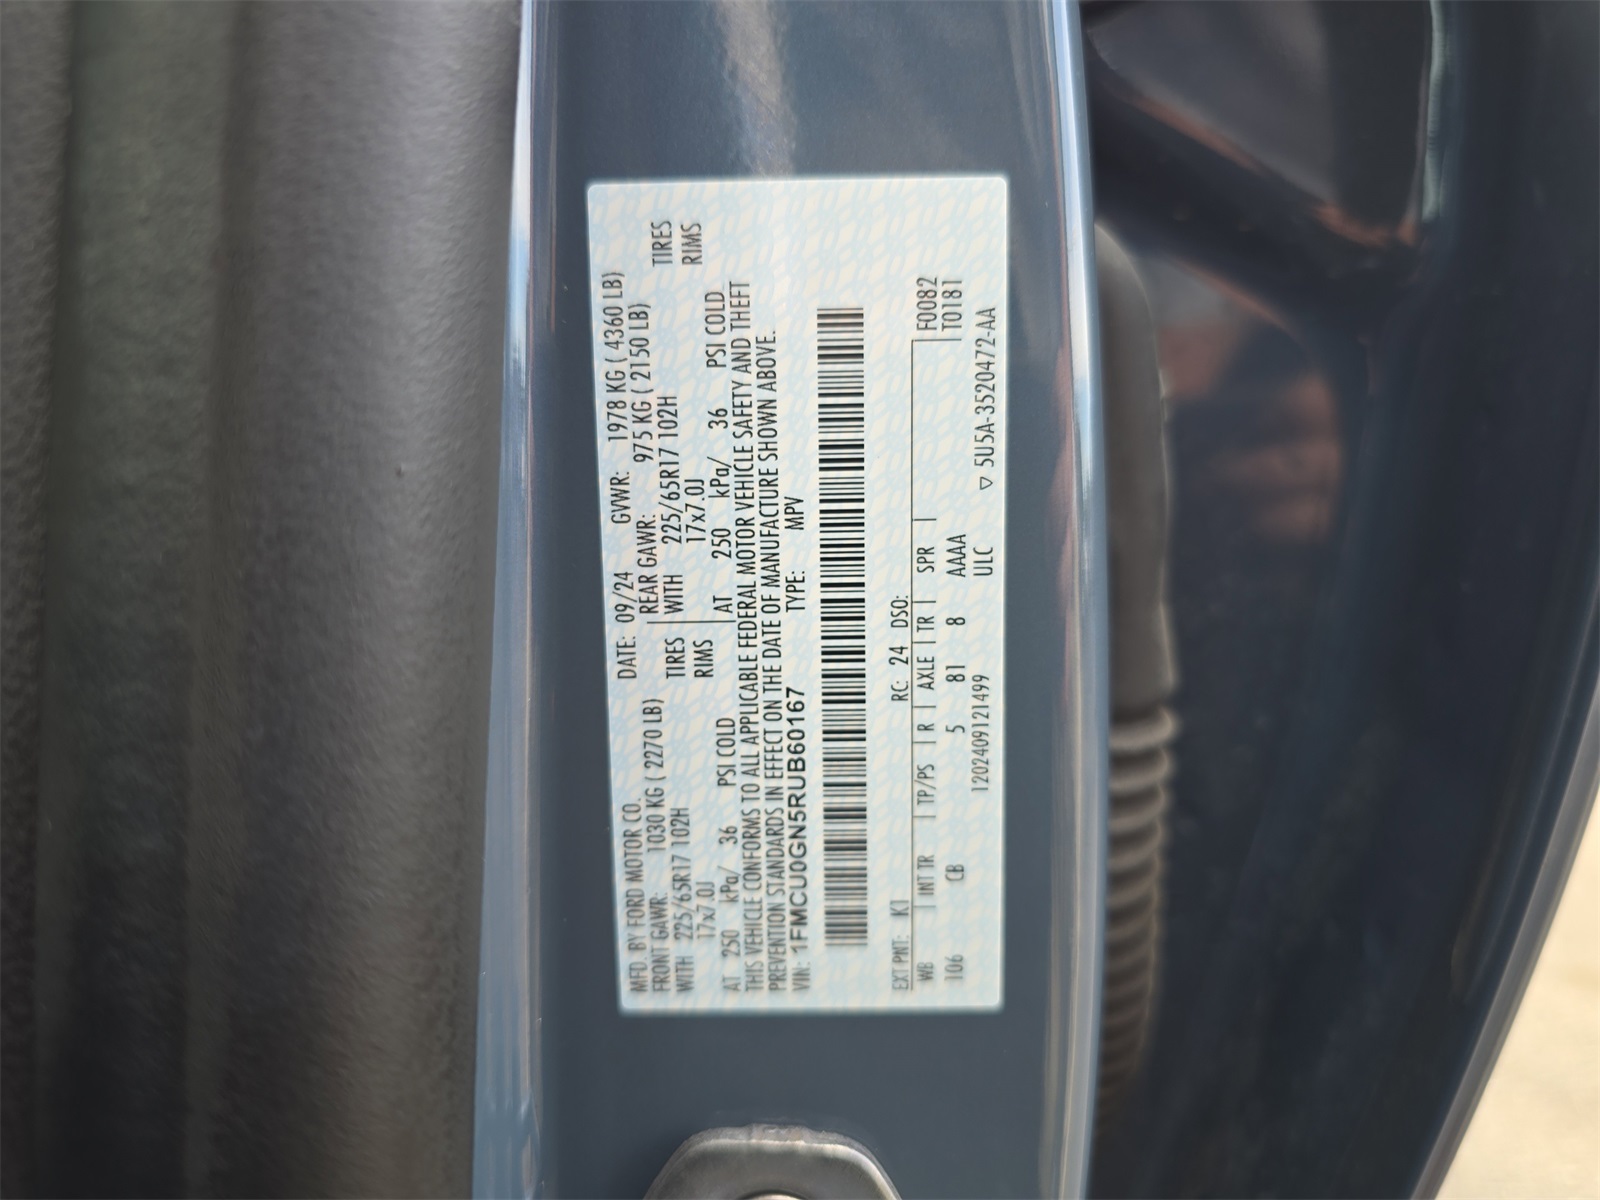 MFD. BY FORD MOTOR CO. DATE: 09/24 GVWR: 1978 KG ( 4360 LB)
FRONT GAWR: 1030 KG ( 2270 LB) REAR GAWR: 975 KG ( 2150 LB)
WITH 225/65R17 102H TIRES WITH 225/65R17 102H TIRES
17x7.0J RIMS 17x7.0J RIMS
AT 250 kPa/ 36 PSI COLD AT 250 kPa/ 36 PSI COLD
THIS VEHICLE CONFORMS TO ALL APPLICABLE FEDERAL MOTOR VEHICLE SAFETY AND THEFT
PREVENTION STANDARDS IN EFFECT ON THE DATE OF MANUFACTURE SHOWN ABOVE.
VIN: 1FMCU0GN5RUB60167 TYPE: MPV
EXT PNT: K1 RC: 24 DSO:
WB | INT TR | TP/PS | R | AXLE | TR | SPR | F0082
106 CB 5 81 8 AAAA T0181
120240912149​9 ULC ▽ 5U5A-3520472-AA